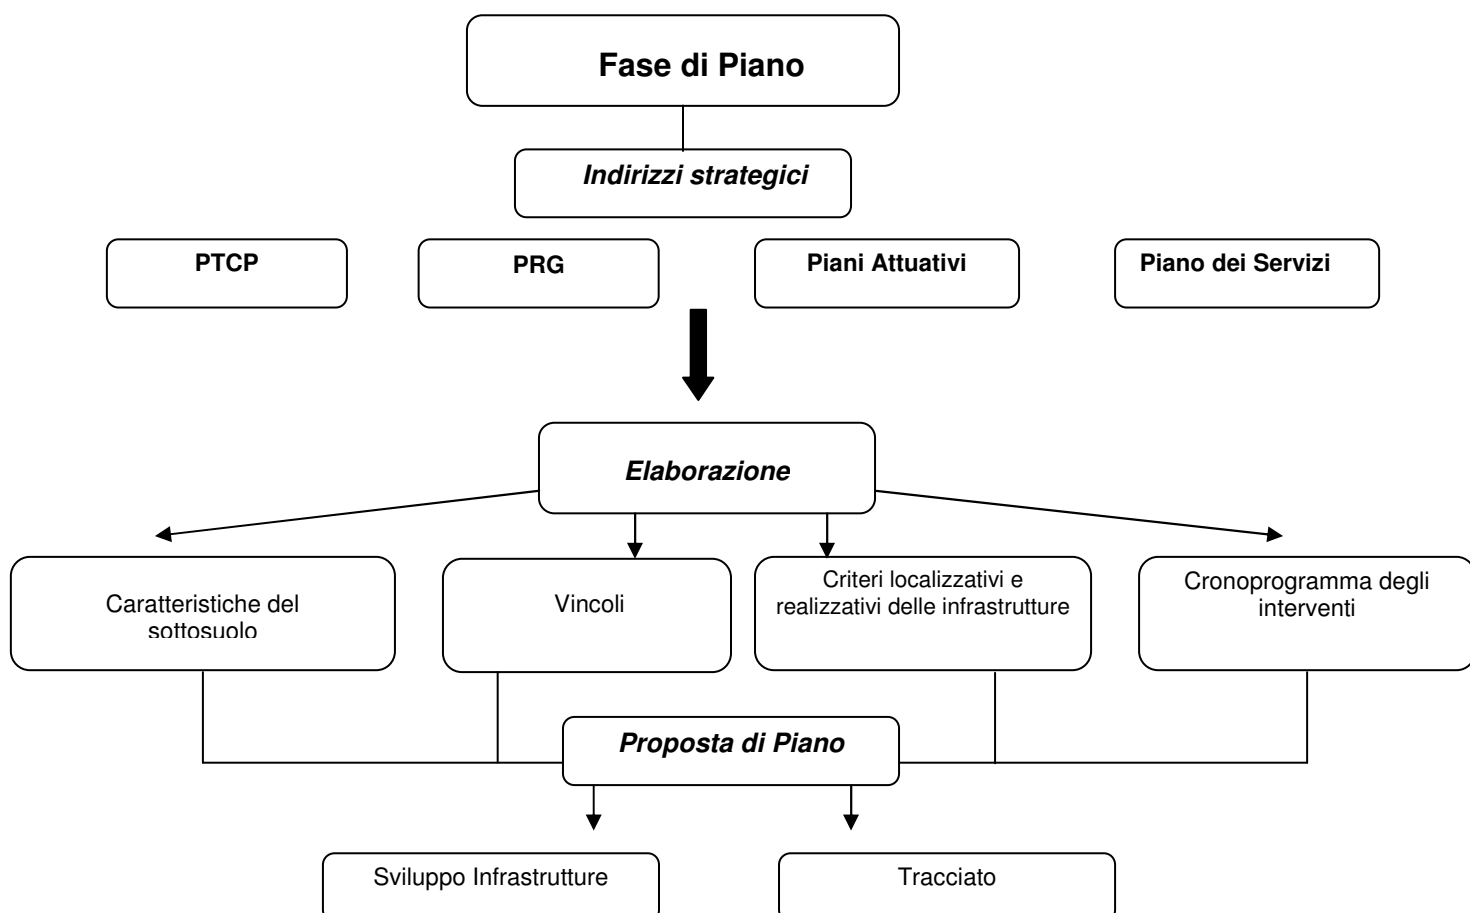 Fase di Piano
Indirizzi strategici
PTCP
PRG
Piani Attuativi
Piano dei Servizi
Elaborazione
Caratteristiche del
sottosuolo
Vincoli
Criteri localizzativi e
realizzativi delle infrastrutture
Cronoprogramma degli
interventi
Proposta di Piano
Sviluppo Infrastrutture
Tracciato